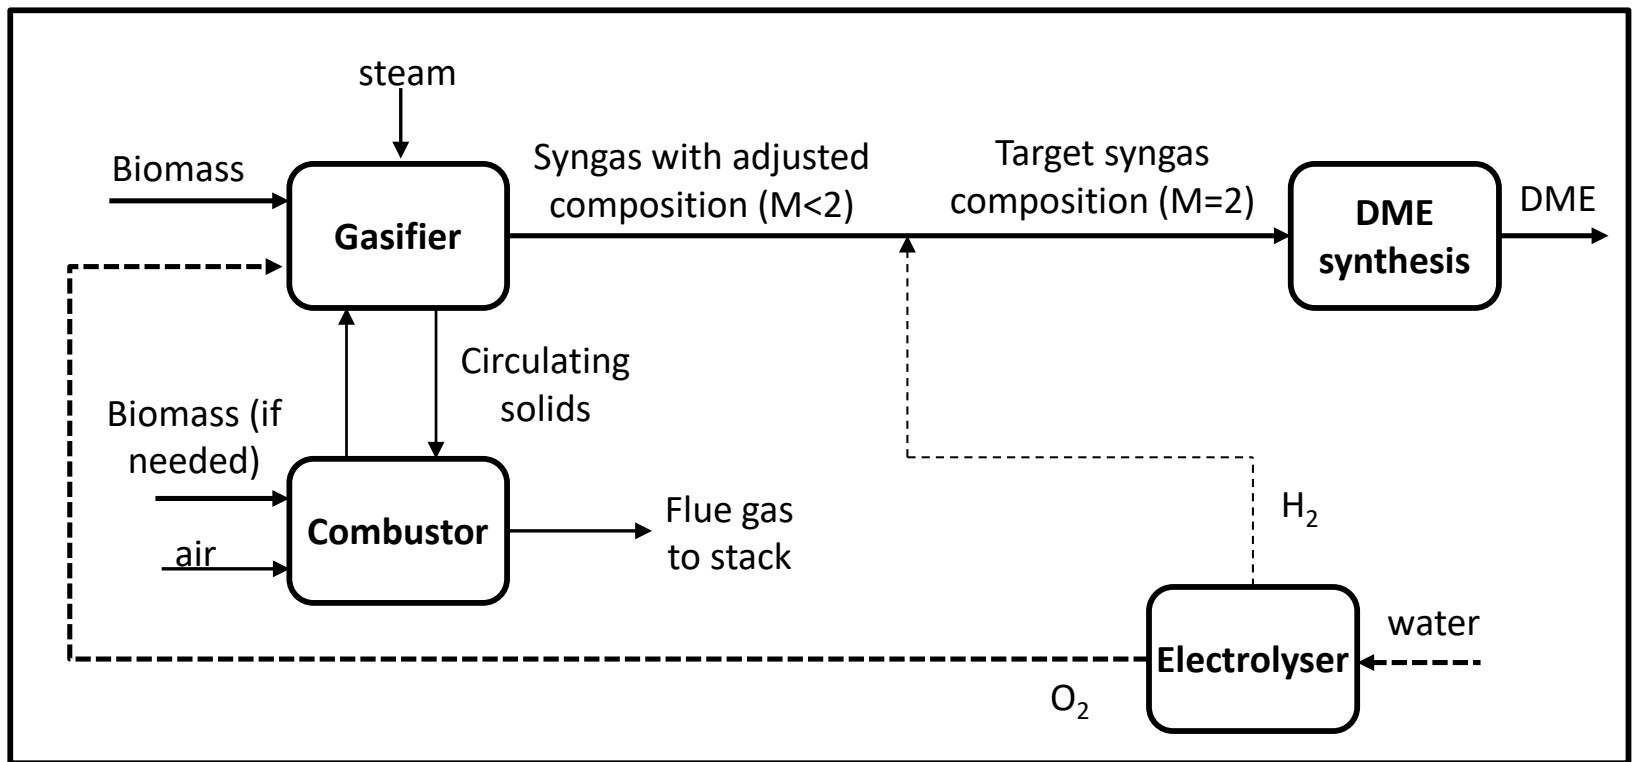 steam
Biomass
Gasifier
Syngas with adjusted
composition (M<2)
Target syngas
composition (M=2)
DME
synthesis
DME
Circulating
solids
Biomass (if
needed)
air
Combustor
Flue gas
to stack
H₂
water
Electrolyser
O₂